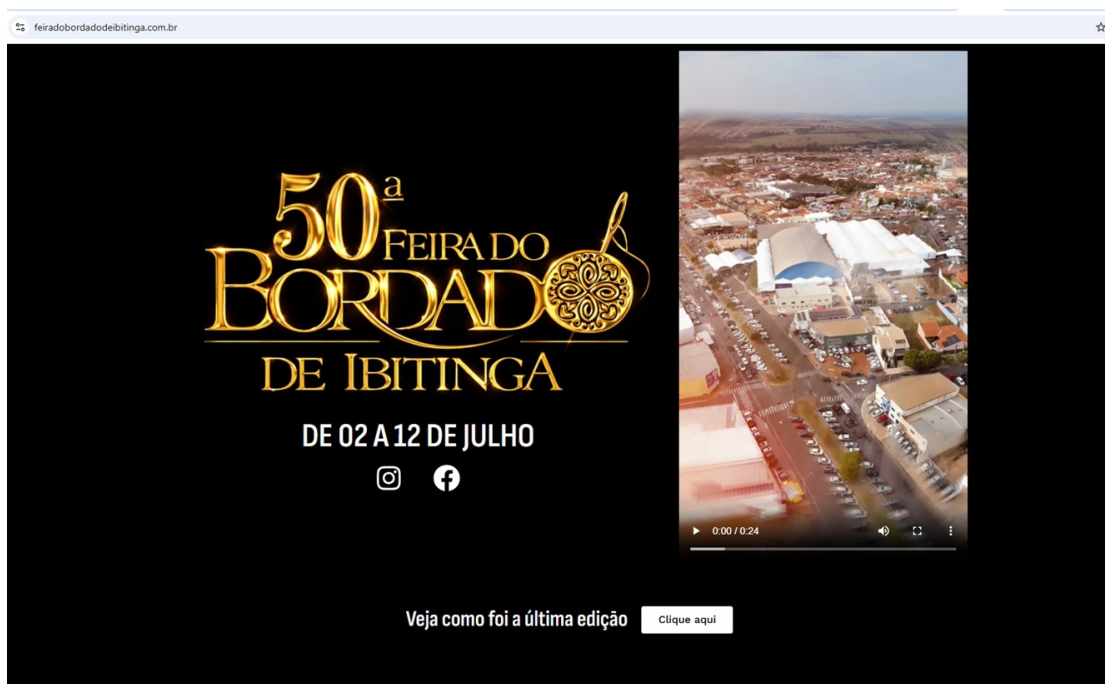 feiradobordadodeibitinga.com.br
50ª
FEIRA DO
BORDADO
DE IBITINGA
DE 02 A 12 DE JULHO
0:00 / 0:24
Veja como foi a última edição
Clique aqui